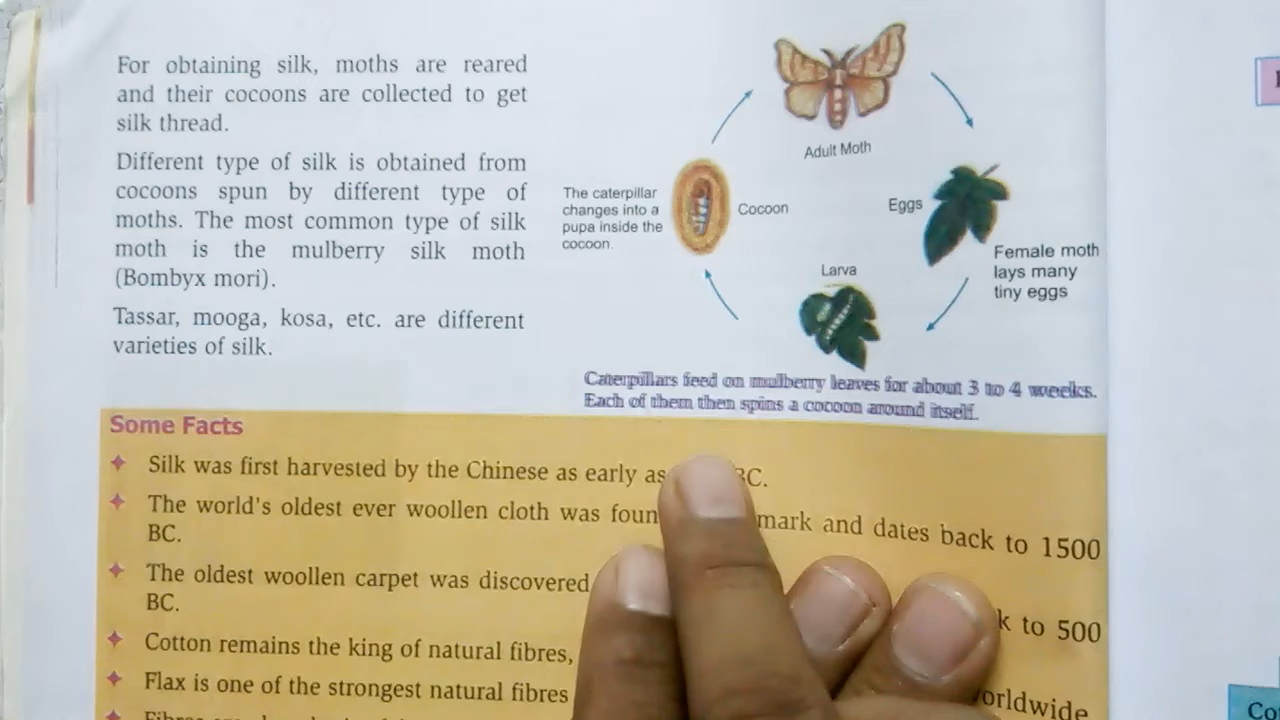 For obtaining silk, moths are reared
and their cocoons are collected to get
silk thread.
Different type of silk is obtained from
cocoons spun by different type of
moths. The most common type of silk
moth is the mulberry silk moth
(Bombyx mori).
Tassar, mooga, kosa, etc. are different
varieties of silk.
Adult Moth
Eggs
Female moth
lays many
tiny eggs
Larva
Cocoon
The caterpillar
changes into a
pupa inside the
cocoon.
Caterpillars feed on mulberry leaves for about 3 to 4 weeks.
Each of them then spins a cocoon around itself.
Some Facts
Silk was first harvested by the Chinese as early as BC.
The world's oldest ever woollen cloth was and dates back to 1500
BC.
The oldest woollen carpet was discovered to 500
BC.
Cotton remains the king of natural fibres,
Flax is one of the strongest natural fibres